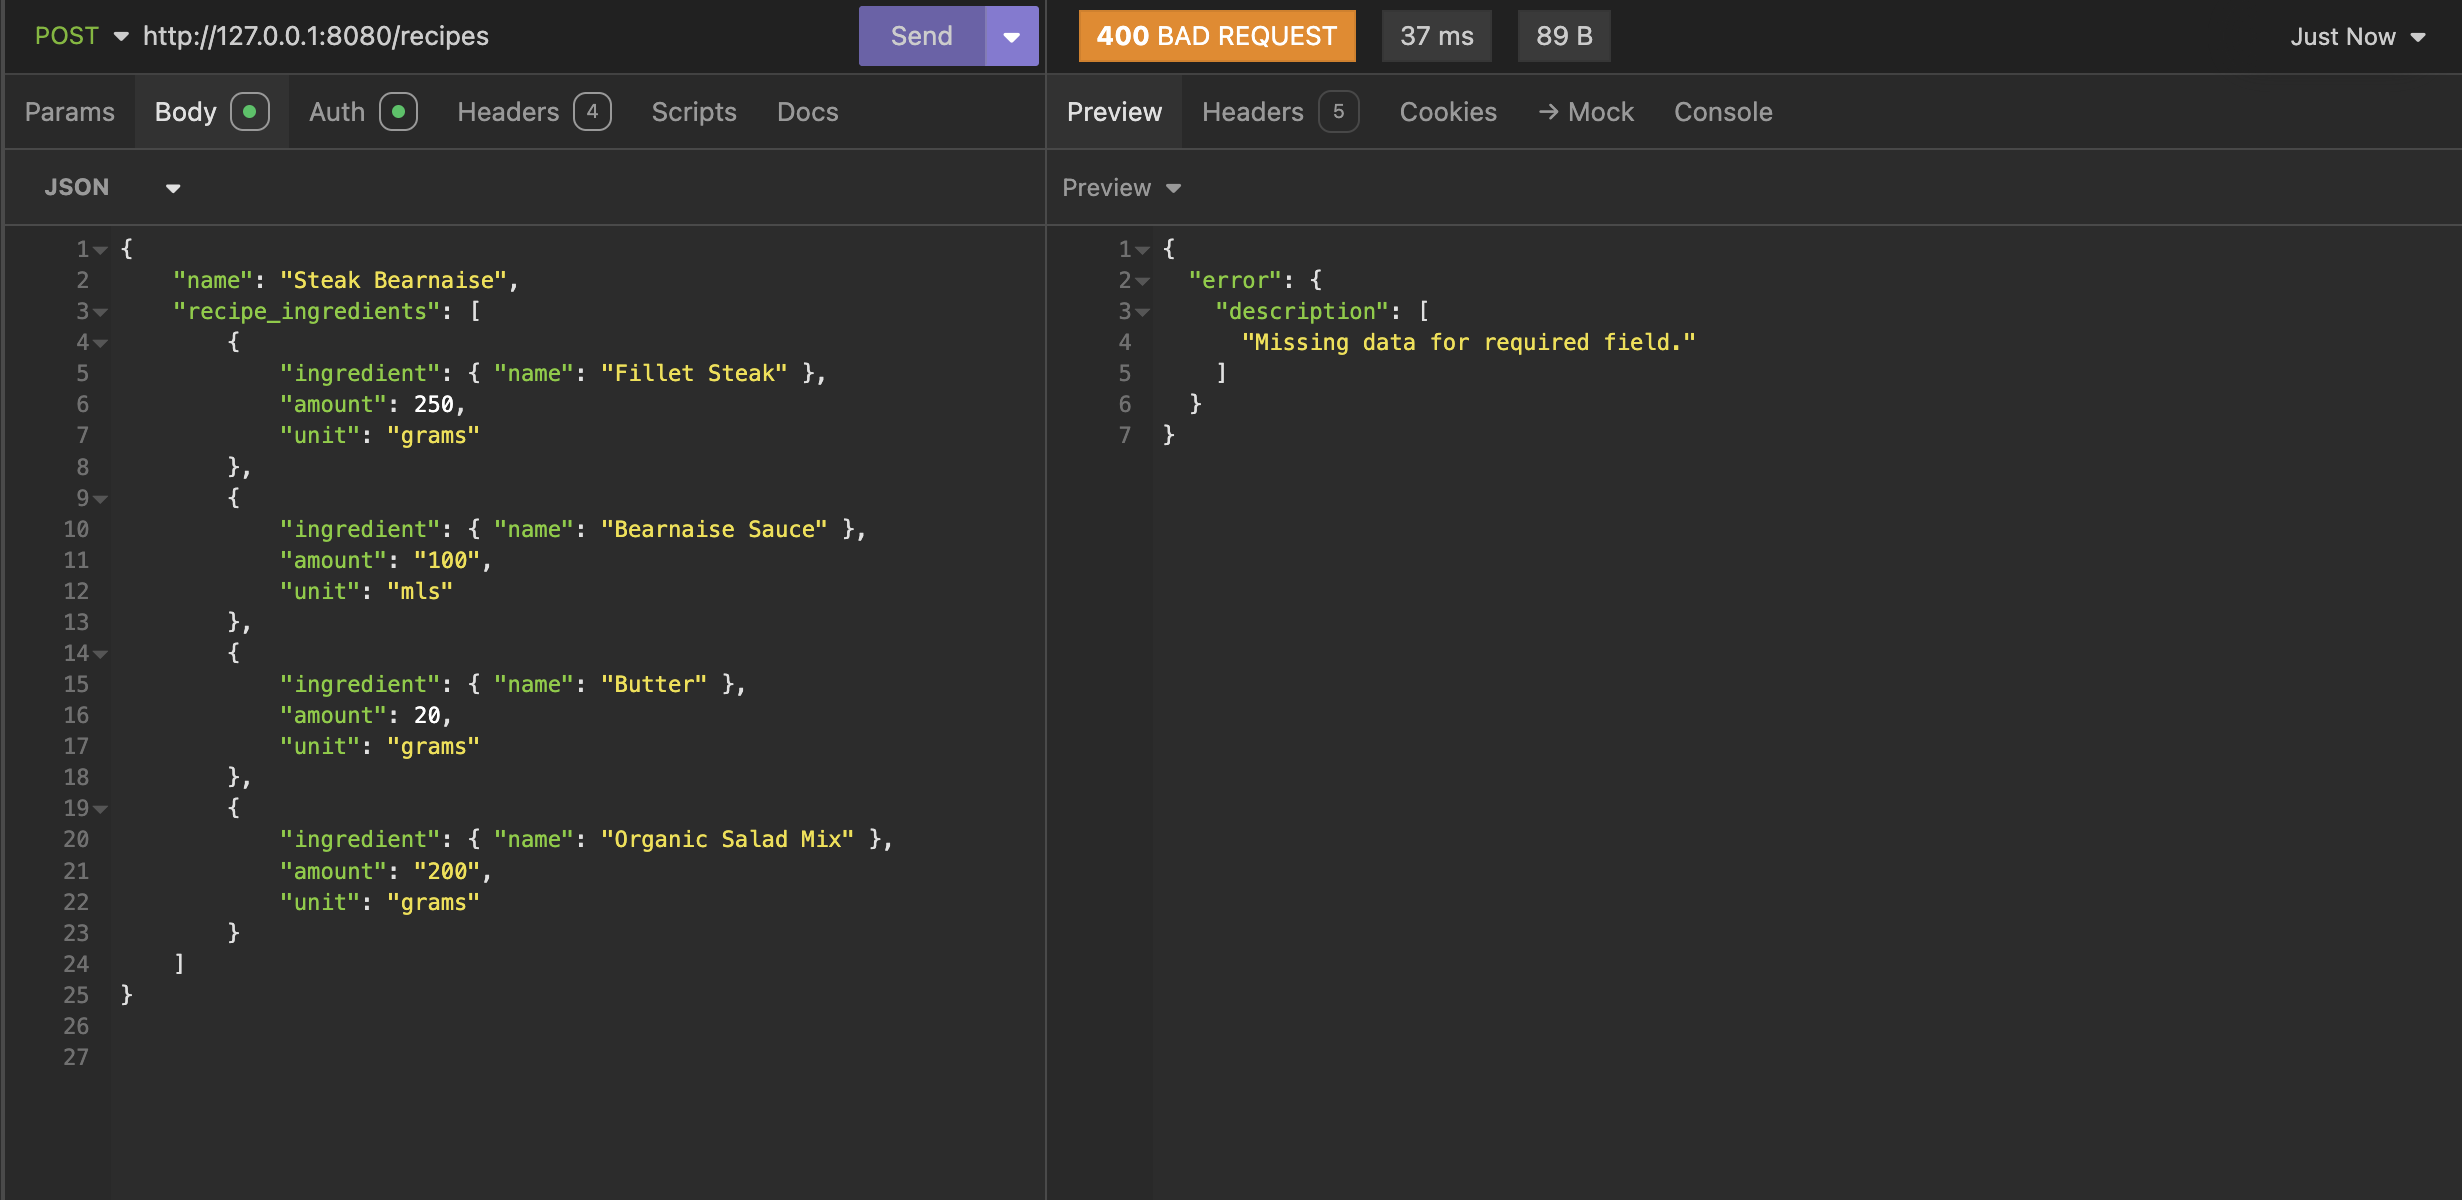 POST http://127.0.0.1:8080/recipes Send
400 BAD REQUEST 37 ms 89 B Just Now
Params Body Auth Headers 4 Scripts Docs
Preview Headers 5 Cookies → Mock Console
JSON
Preview
1 {
2 "name": "Steak Bearnaise",
3 "recipe_ingredients": [
4 {
5 "ingredient": { "name": "Fillet Steak" },
6 "amount": 250,
7 "unit": "grams"
8 },
9 {
10 "ingredient": { "name": "Bearnaise Sauce" },
11 "amount": "100",
12 "unit": "mls"
13 },
14 {
15 "ingredient": { "name": "Butter" },
16 "amount": 20,
17 "unit": "grams"
18 },
19 {
20 "ingredient": { "name": "Organic Salad Mix" },
21 "amount": "200",
22 "unit": "grams"
23 }
24 ]
25 }
26
27
1 {
2 "error": {
3 "description": [
4 "Missing data for required field."
5 ]
6 }
7 }